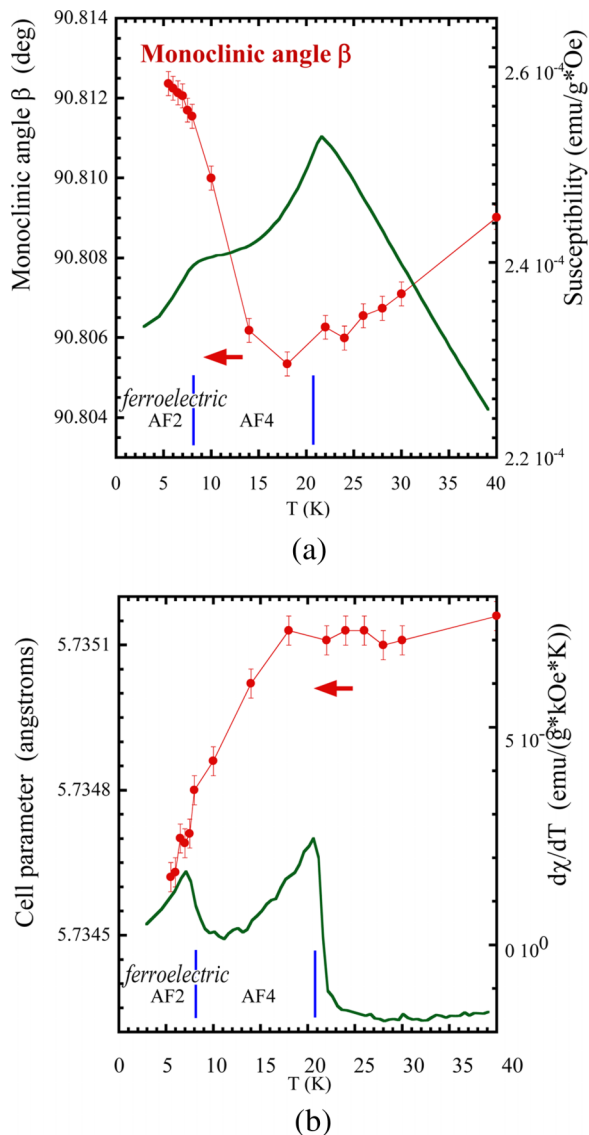 90.814
90.812
90.810
90.808
90.806
90.804
Monoclinic angle β (deg)
Monoclinic angle β
2.6 10⁻⁴
2.4 10⁻⁴
2.2 10⁻⁴
Susceptibility (emu/g*Oe)
ferroelectric
AF2 AF4
0 5 10 15 20 25 30 35 40
T (K)
(a)
5.7351
5.7348
5.7345
Cell parameter (angstroms)
dχ/dT (emu/(g*kOe*K)
0 10⁰
ferroelectric
AF2 AF4
0 5 10 15 20 25 30 35 40
T (K)
(b)